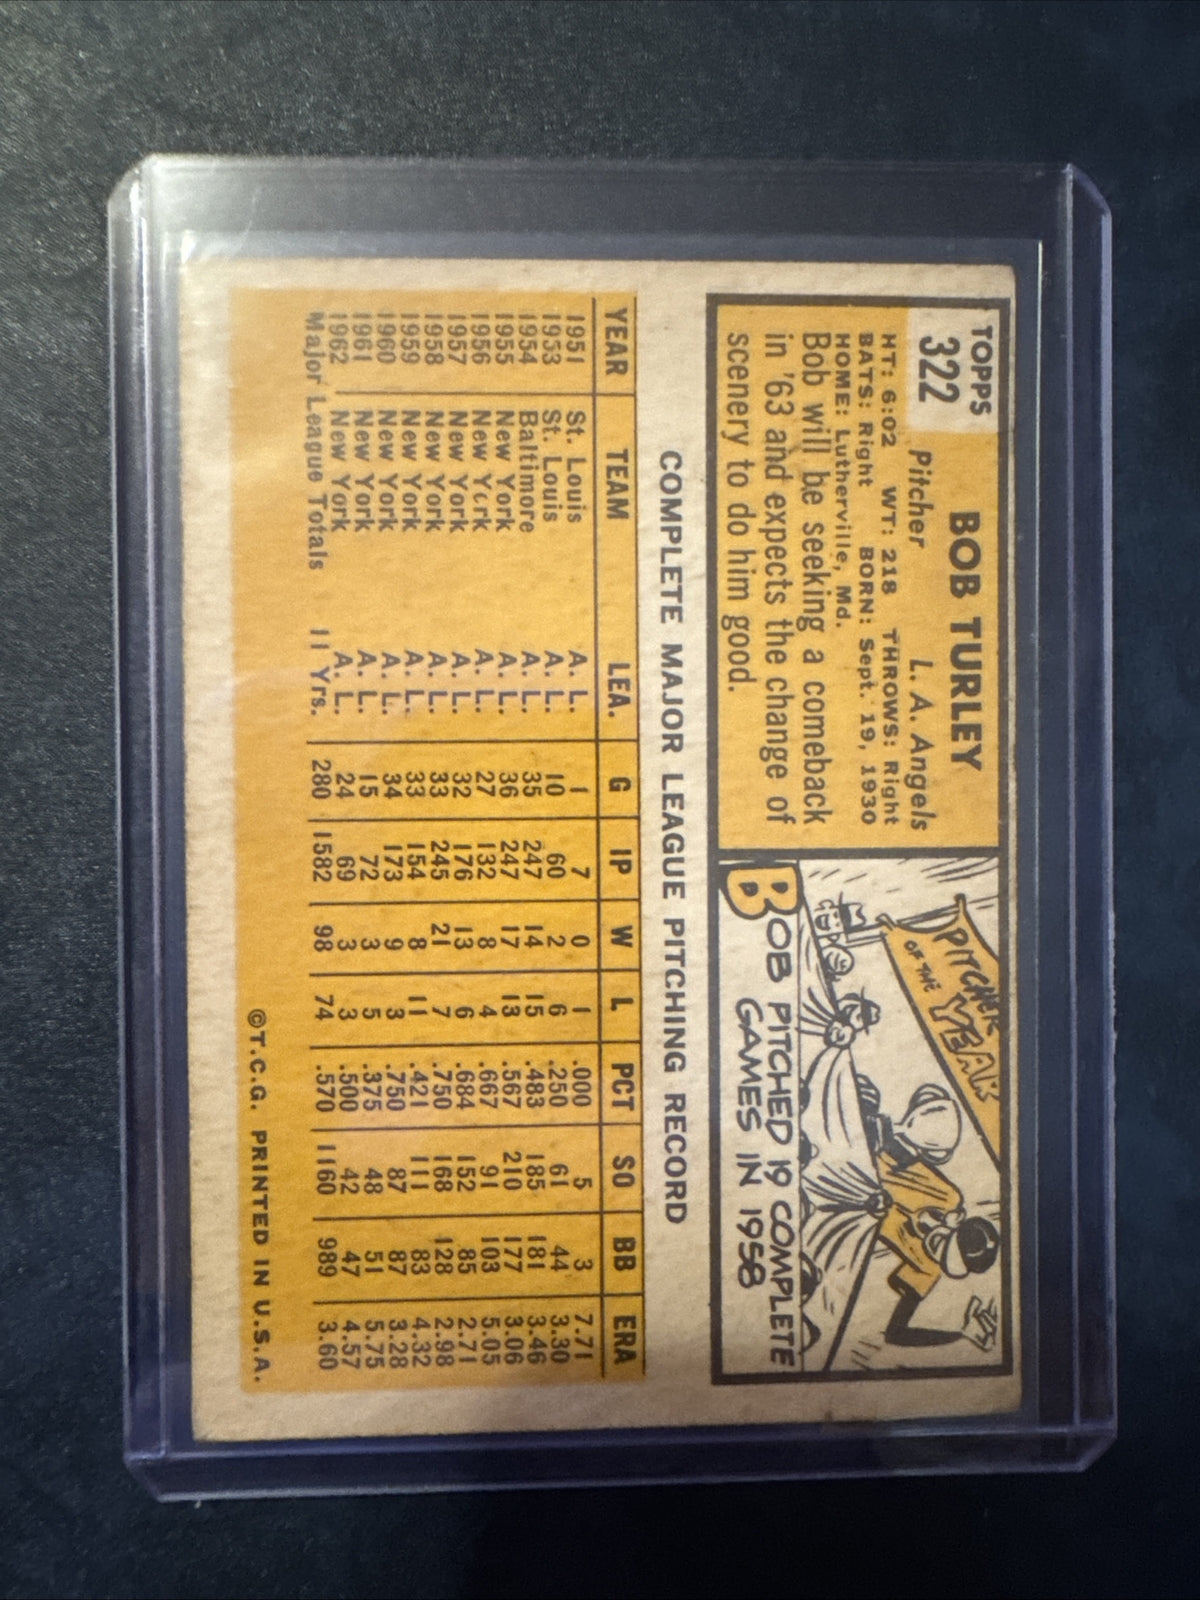 TOPPS
322
BOB TURLEY
Pitcher L. A. Angels
HT: 6:02 WT: 218 THROWS: Right
BATS: Right BORN: Sept. 19, 1930
HOME: Lutherville, Md.
Bob will be seeking a comeback
in '63 and expects the change of
scenery to do him good.
PITCHER
OF THE YEAR
BOB PITCHED 19 COMPLETE
GAMES IN 1958
COMPLETE MAJOR LEAGUE PITCHING RECORD
YEAR TEAM LEA. G IP W L PCT SO BB ERA
1951 St. Louis A. L. 1 7 0 1 .000 5 3 7.71
1953 St. Louis A. L. 10 60 2 6 .250 61 44 3.30
1954 Baltimore A. L. 35 247 14 15 .483 185 181 3.46
1955 New York A. L. 36 247 17 13 .567 210 177 3.06
1956 New York A. L. 27 132 8 4 .667 91 103 5.05
1957 New York A. L. 32 176 13 6 .684 152 85 2.71
1958 New York A. L. 33 245 21 7 .750 168 128 2.98
1959 New York A. L. 33 154 8 11 .421 111 83 4.32
1960 New York A. L. 34 173 9 3 .750 87 87 3.28
1961 New York A. L. 15 72 3 5 .375 48 51 5.75
1962 New York A. L. 24 69 3 3 .500 42 47 4.57
Major League Totals 11 Yrs. 280 1582 98 74 .570 1160 989 3.60
©T.C.G. PRINTED IN U.S.A.